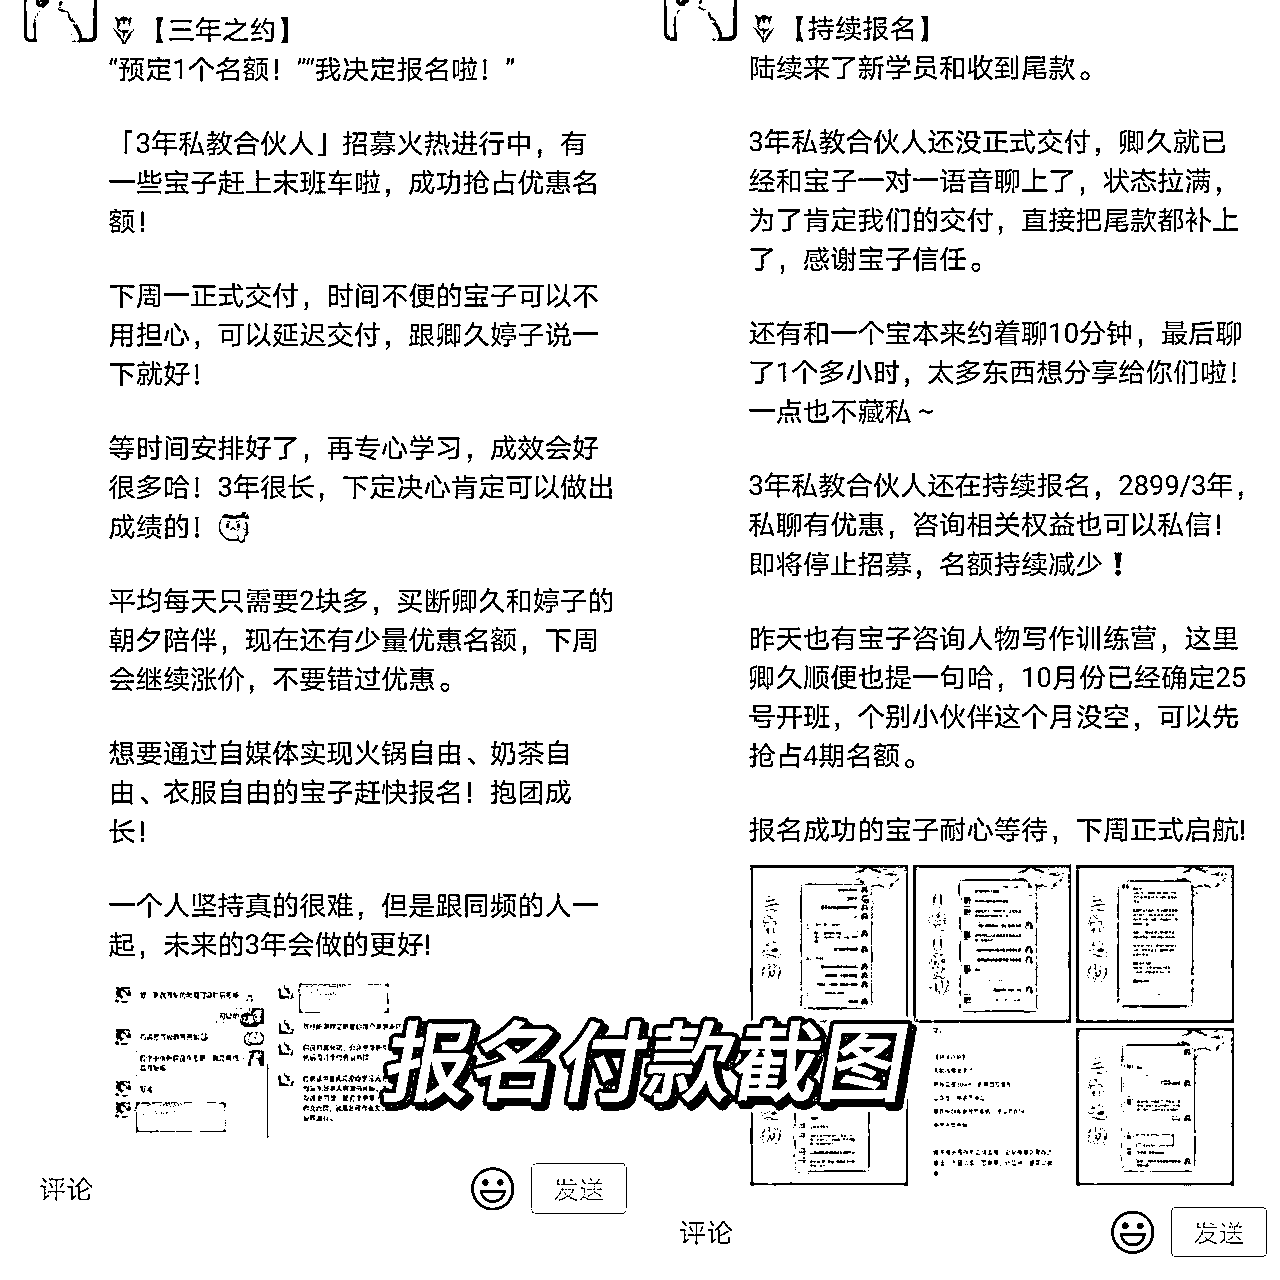 【三年之约】
“预定1个名额！”“我决定报名啦！”
「3年私教合伙人」招募火热进行中，有
一些宝子赶上末班车啦，成功抢占优惠名
额！
下周一正式交付，时间不便的宝子可以不
用担心，可以延迟交付，跟卿久婷子说一
下就好！
等时间安排好了，再专心学习，成效会好
很多哈！3年很长，下定决心肯定可以做出
成绩的！
平均每天只需要2块多，买断卿久和婷子的
朝夕陪伴，现在还有少量优惠名额，下周
会继续涨价，不要错过优惠。
想要通过自媒体实现火锅自由、奶茶自
由、衣服自由的宝子赶快报名！抱团成
长！
一个人坚持真的很难，但是跟同频的人一
起，未来的3年会做的更好!
评论
发送
【持续报名】
陆续来了新学员和收到尾款。
3年私教合伙人还没正式交付，卿久就已
经和宝子一对一语音聊上了，状态拉满，
为了肯定我们的交付，直接把尾款都补上
了，感谢宝子信任。
还有和一个宝本来约着聊10分钟，最后聊
了1个多小时，太多东西想分享给你们啦！
一点也不藏私～
3年私教合伙人还在持续报名，2899/3年，
私聊有优惠，咨询相关权益也可以私信！
即将停止招募，名额持续减少❗
昨天也有宝子咨询人物写作训练营，这里
卿久顺便也提一句哈，10月份已经确定25
号开班，个别小伙伴这个月没空，可以先
抢占4期名额。
报名成功的宝子耐心等待，下周正式启航!
报名付款截图
评论
发送